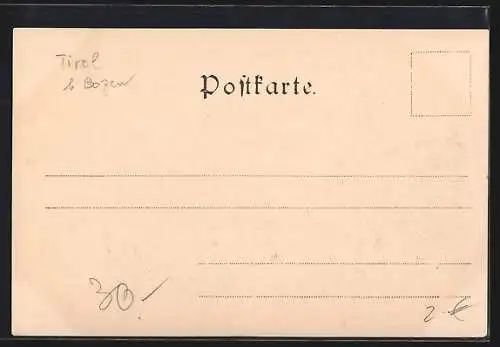 Tirol
b Bozen
Postkarte.
30.-
2.-€